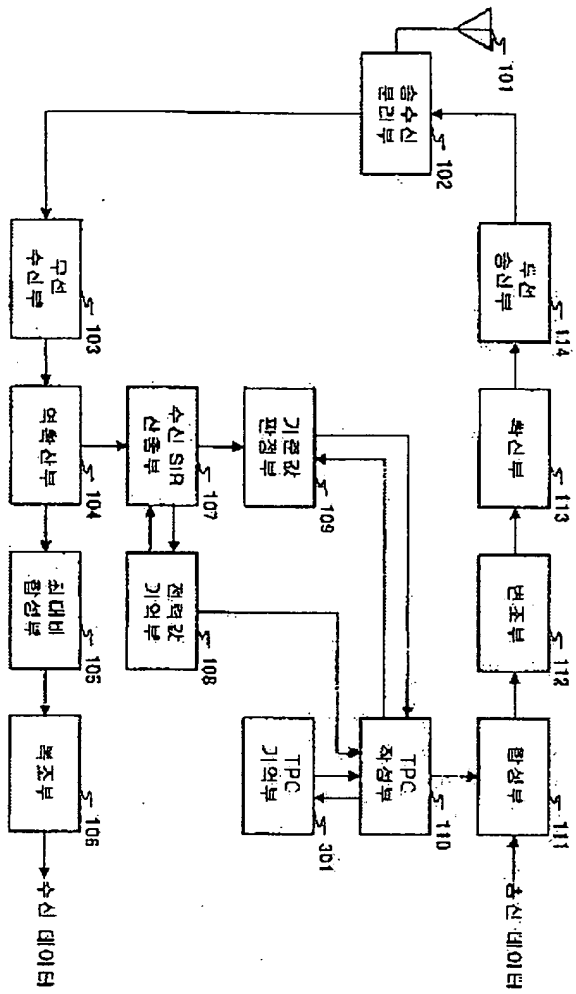 101
송수신
분리부
102
무선
송신부
114
확산부
113
변조부
112
합성부
111
송신 데이터
기준값
판정부
109
TPC
작성부
110
수신 SIR
산출부
107
전력값
기억부
108
TPC
기억부
301
무선
수신부
103
역확산부
104
최대비
합성부
105
복조부
106
수신 데이터